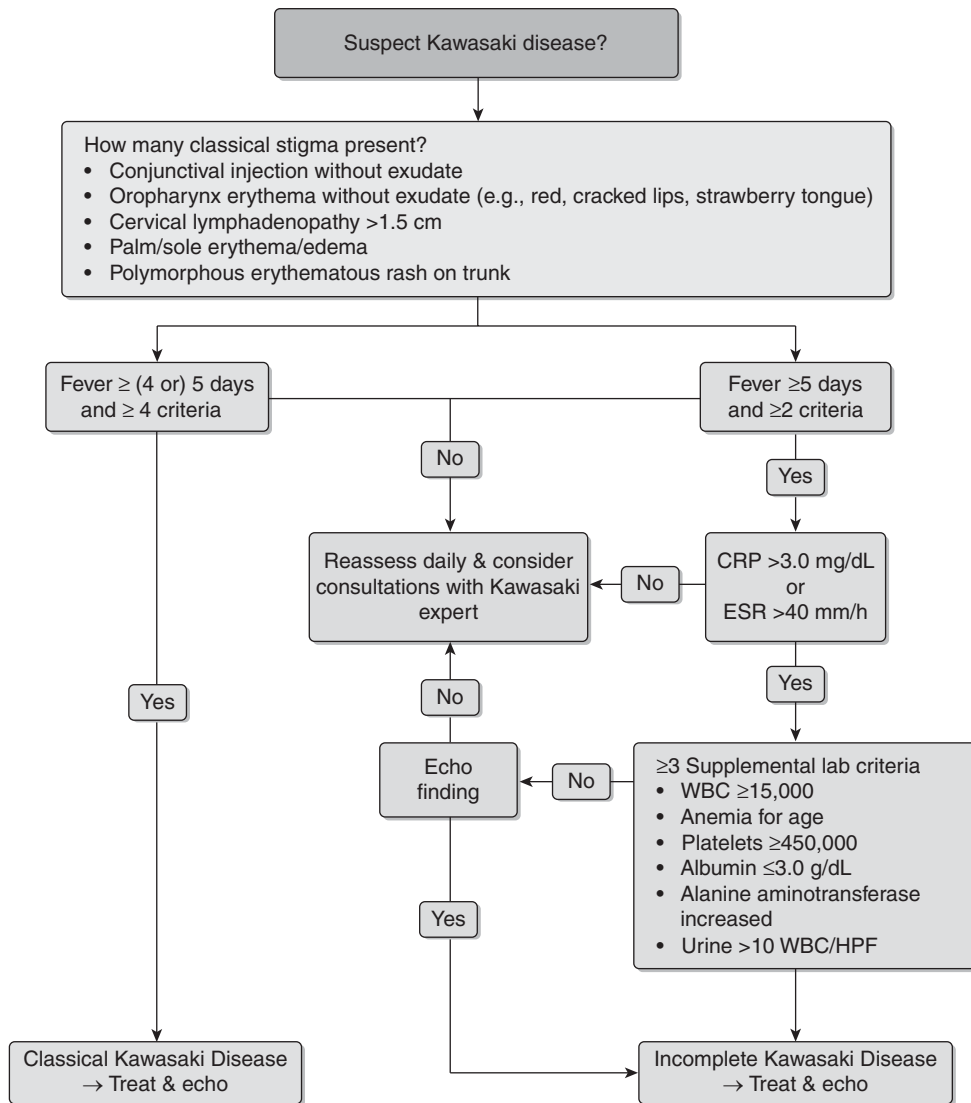 Suspect Kawasaki disease?
How many classical stigma present?
• Conjunctival injection without exudate
• Oropharynx erythema without exudate (e.g., red, cracked lips, strawberry tongue)
• Cervical lymphadenopathy >1.5 cm
• Palm/sole erythema/edema
• Polymorphous erythematous rash on trunk
Fever ≥ (4 or) 5 days
and ≥ 4 criteria
Fever ≥5 days
and ≥2 criteria
No
Yes
Reassess daily & consider
consultations with Kawasaki
expert
No
CRP >3.0 mg/dL
or
ESR >40 mm/h
Yes
No
Yes
Echo
finding
No
≥3 Supplemental lab criteria
• WBC ≥15,000
• Anemia for age
• Platelets ≥450,000
• Albumin ≤3.0 g/dL
• Alanine aminotransferase
increased
• Urine >10 WBC/HPF
Yes
Classical Kawasaki Disease
→ Treat & echo
Incomplete Kawasaki Disease
→ Treat & echo